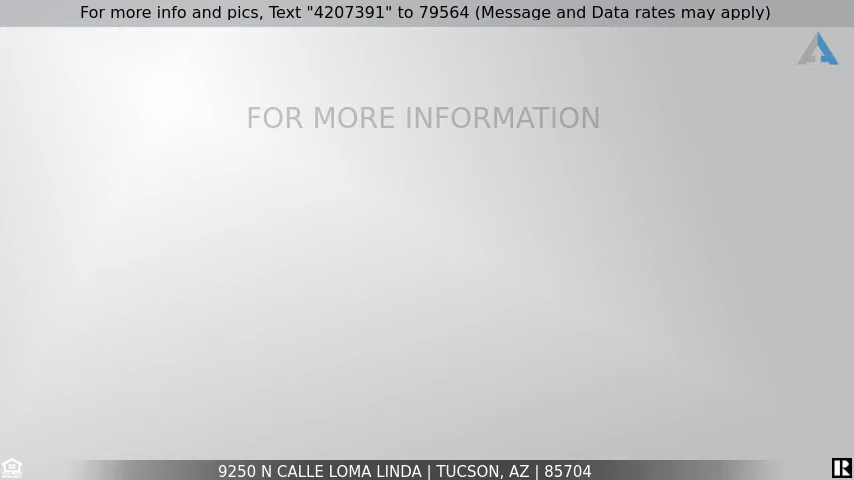 For more info and pics, Text "4207391" to 79564 (Message and Data rates may apply)
FOR MORE INFORMATION
9250 N CALLE LOMA LINDA | TUCSON, AZ | 85704